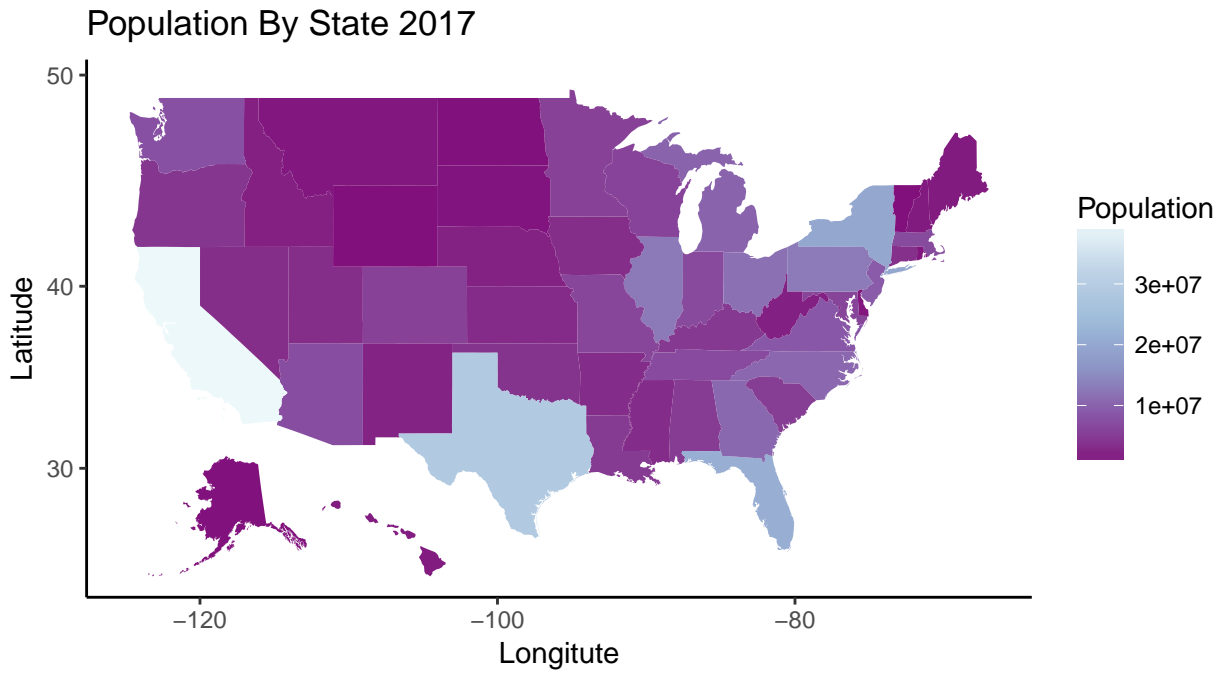 Population By State 2017
50
40
30
Latitude
−120
−100
−80
Longitute
Population
3e+07
2e+07
1e+07